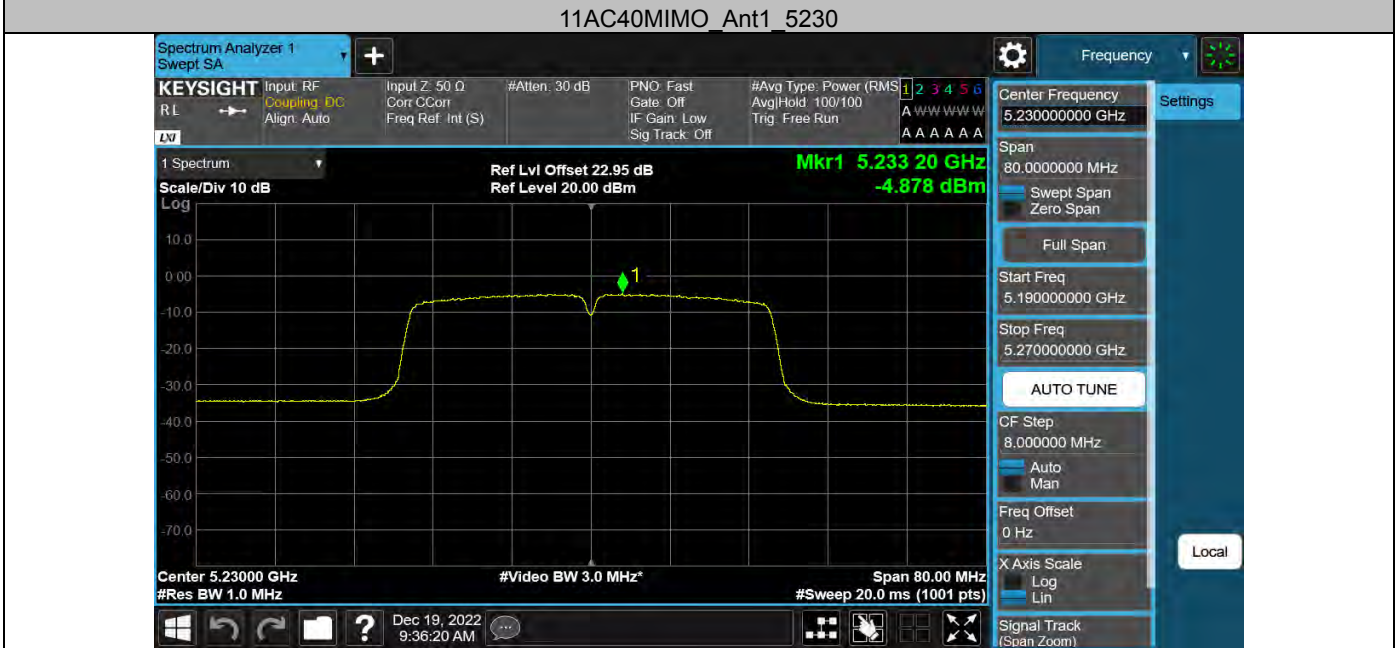 11AC40MIMO_Ant1_5230
Spectrum Analyzer 1
Swept SA
Frequency
KEYSIGHT
RL
LXI
Input: RF
Coupling: DC
Align: Auto
Input Z: 50 Ω
Corr CCorr
Freq Ref: Int (S)
#Atten: 30 dB
PNO: Fast
Gate: Off
IF Gain: Low
Sig Track: Off
#Avg Type: Power (RMS
Avg|Hold: 100/100
Trig: Free Run
1 2 3 4 5 6
A W W W W W
A A A A A A
1 Spectrum
Scale/Div 10 dB
Log
Ref Lvl Offset 22.95 dB
Ref Level 20.00 dBm
Mkr1 5.233 20 GHz
-4.878 dBm
10.0
0.00
-10.0
-20.0
-30.0
-40.0
-50.0
-60.0
-70.0
1
Center 5.23000 GHz
#Res BW 1.0 MHz
#Video BW 3.0 MHz*
Span 80.00 MHz
#Sweep 20.0 ms (1001 pts)
Dec 19, 2022
9:36:20 AM
Center Frequency
5.230000000 GHz
Settings
Span
80.0000000 MHz
Swept Span
Zero Span
Full Span
Start Freq
5.190000000 GHz
Stop Freq
5.270000000 GHz
AUTO TUNE
CF Step
8.000000 MHz
Auto
Man
Freq Offset
0 Hz
X Axis Scale
Log
Lin
Local
Signal Track
(Span Zoom)